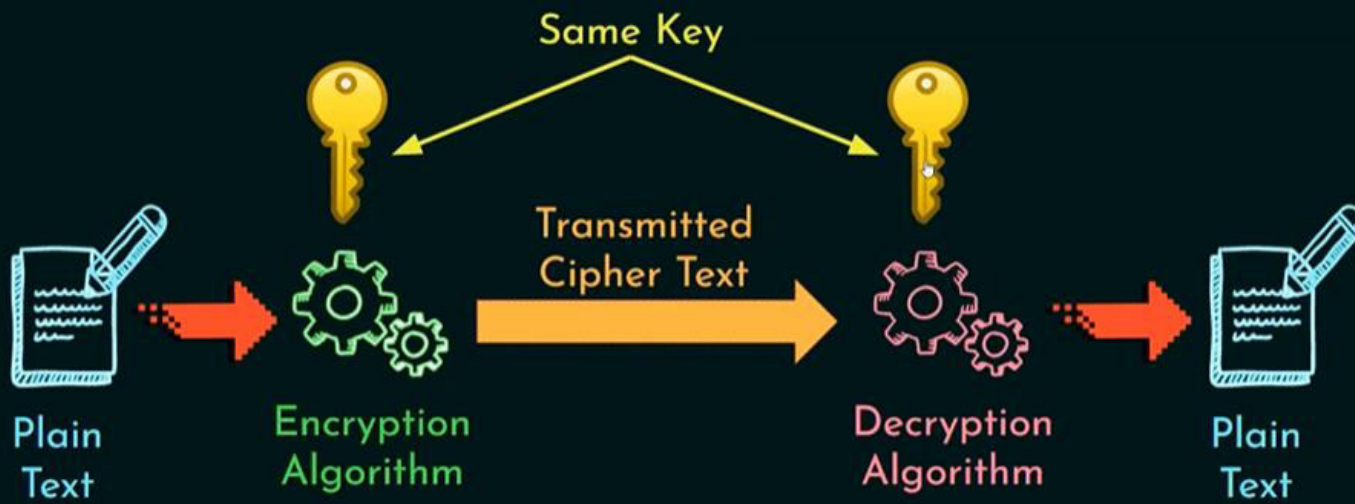 Same Key
Transmitted
Cipher Text
Plain
Text
Encryption
Algorithm
Decryption
Algorithm
Plain
Text